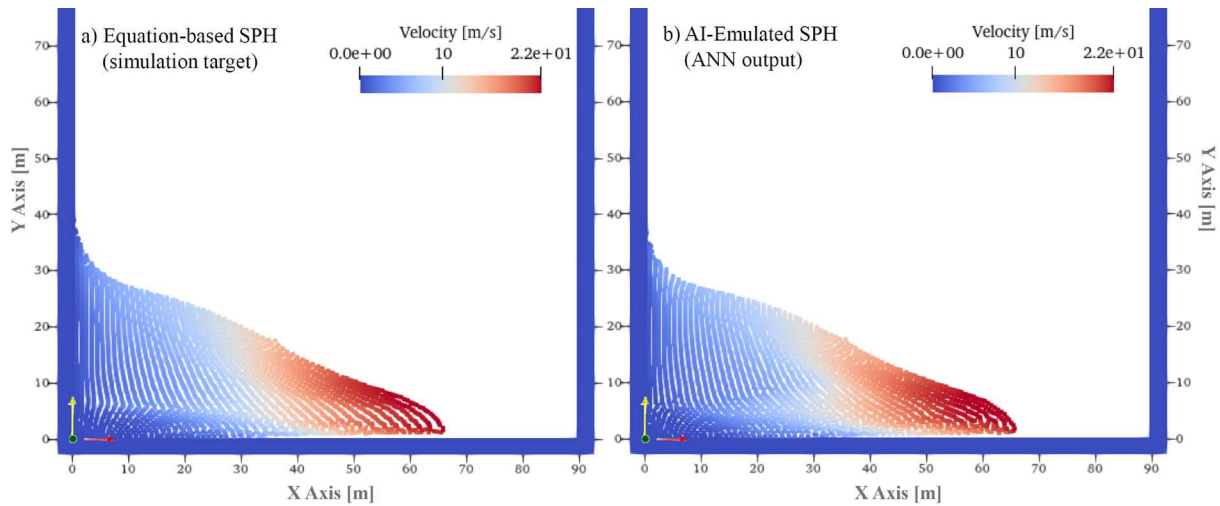 a) Equation-based SPH
(simulation target)
Velocity [m/s]
0.0e+00 10 2.2e+01
70
60
50
40
30
20
10
0
Y Axis [m]
0 10 20 30 40 50 60 70 80 90
X Axis [m]
b) AI-Emulated SPH
(ANN output)
Velocity [m/s]
0.0e+00 10 2.2e+01
70
60
50
40
30
20
10
0
70
60
50
40
30
20
10
0
Y Axis [m]
0 10 20 30 40 50 60 70 80 90
X Axis [m]